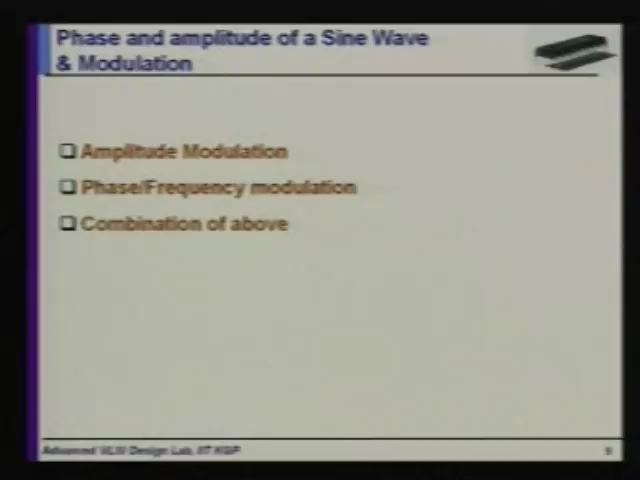 Phase and amplitude of a Sine Wave
& Modulation
Amplitude Modulation
Phase/Frequency modulation
Combination of above
Advanced VLSI Design Lab, IIT KGP
9